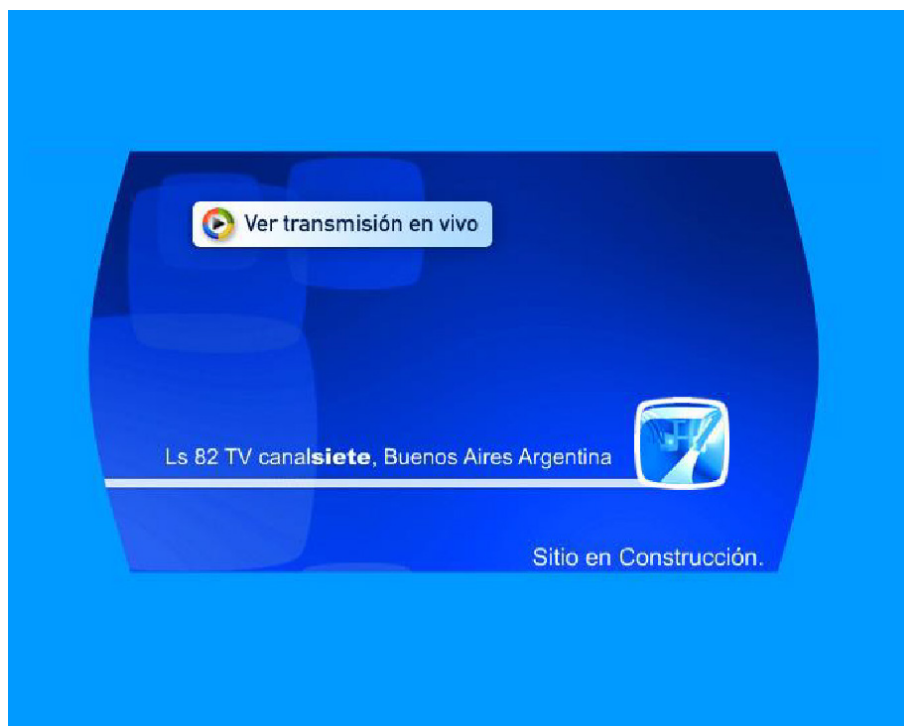 Ver transmisión en vivo
Ls 82 TV canalsiete, Buenos Aires Argentina
Sitio en Construcción.